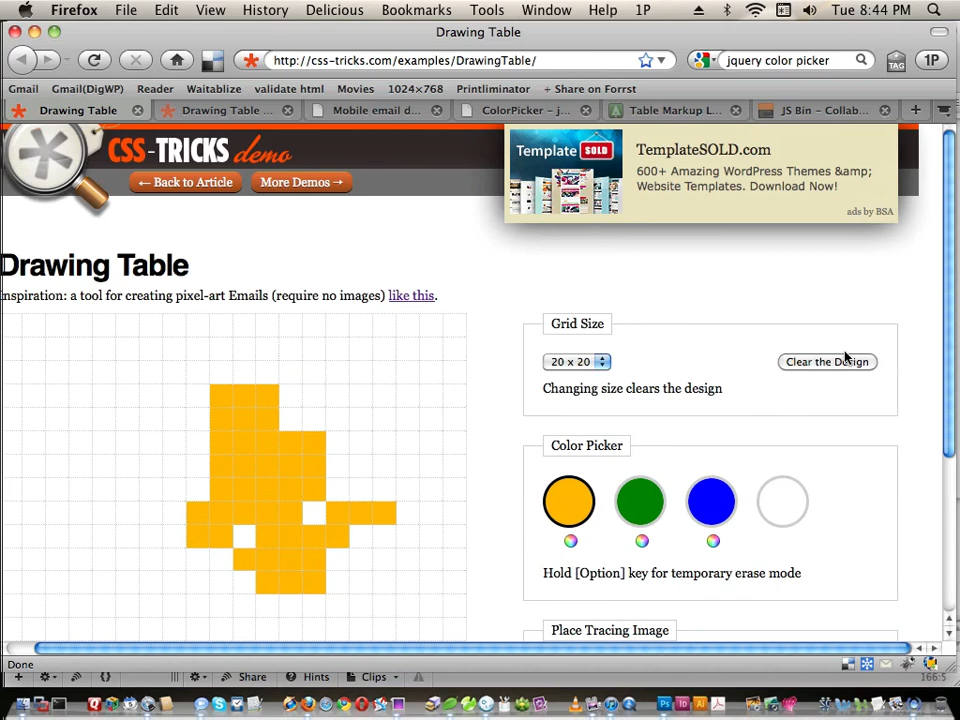 Firefox File Edit View History Delicious Bookmarks Tools Window Help 1P Tue 8:44 PM
Drawing Table
http://css-tricks.com/examples/DrawingTable/ jquery color picker TAG 1P
Gmail Gmail(DigWP) Reader Waitablize validate html Movies 1024×768 Printliminator + Share on Forrst
Drawing Table Drawing Table ... Mobile email d... ColorPicker – j... Table Markup L... JS Bin – Collab...
CSS-TRICKS demo
← Back to Article More Demos →
Template SOLD
TemplateSOLD.com
600+ Amazing WordPress Themes &amp;
Website Templates. Download Now!
ads by BSA
Drawing Table
nspiration: a tool for creating pixel-art Emails (require no images) like this.
Grid Size
20 x 20 Clear the Design
Changing size clears the design
Color Picker
Hold [Option] key for temporary erase mode
Place Tracing Image
Done
Share Hints Clips 166:5